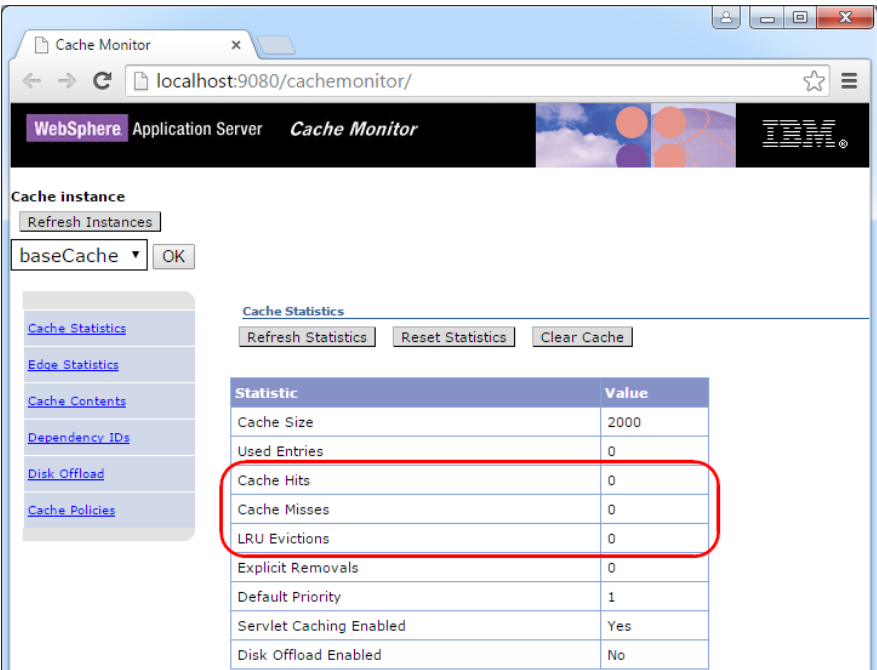 Cache Monitor
localhost:9080/cachemonitor/
WebSphere. Application Server Cache Monitor
IBM®
Cache instance
Refresh Instances
baseCache OK
Cache Statistics
Edge Statistics
Cache Contents
Dependency IDs
Disk Offload
Cache Policies
Cache Statistics
Refresh Statistics Reset Statistics Clear Cache
Statistic Value
Cache Size 2000
Used Entries 0
Cache Hits 0
Cache Misses 0
LRU Evictions 0
Explicit Removals 0
Default Priority 1
Servlet Caching Enabled Yes
Disk Offload Enabled No